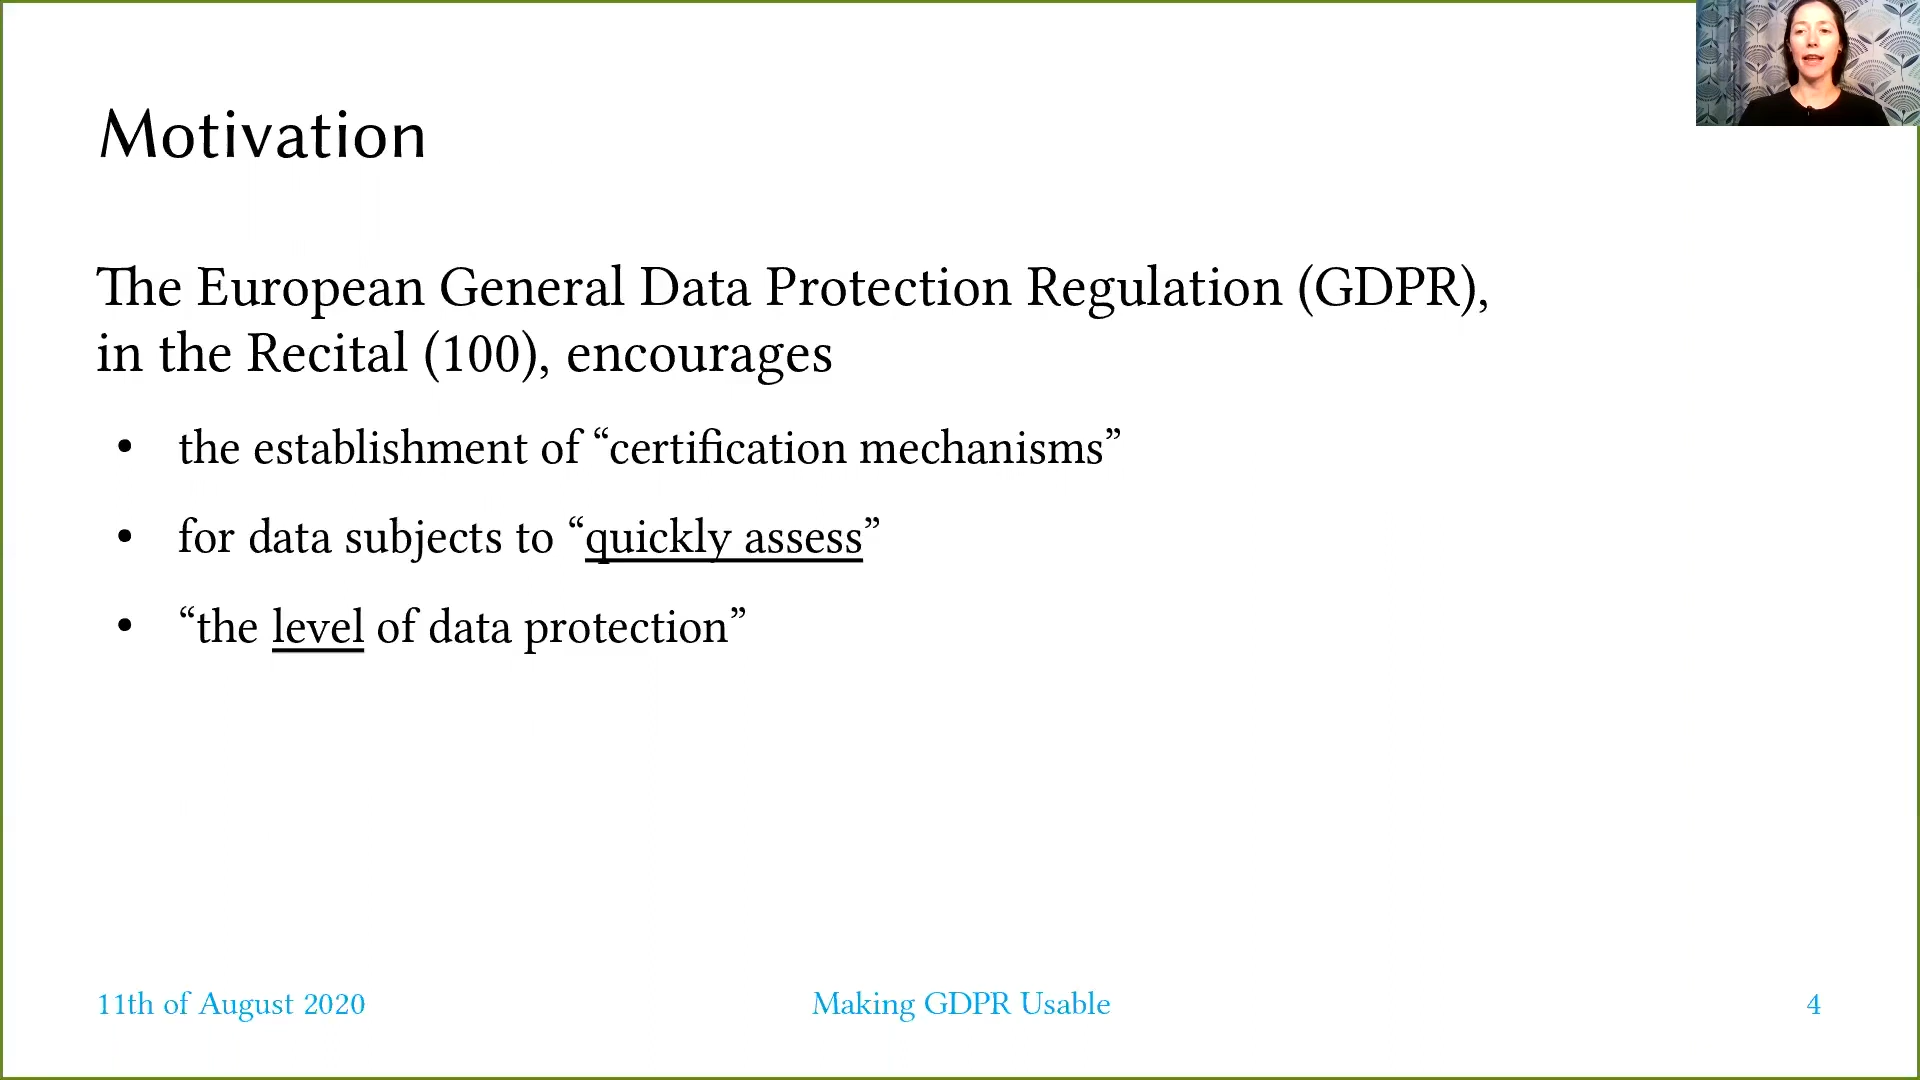 Motivation
The European General Data Protection Regulation (GDPR),
in the Recital (100), encourages
• the establishment of “certification mechanisms”
• for data subjects to “quickly assess”
• “the level of data protection”
11th of August 2020
Making GDPR Usable
4